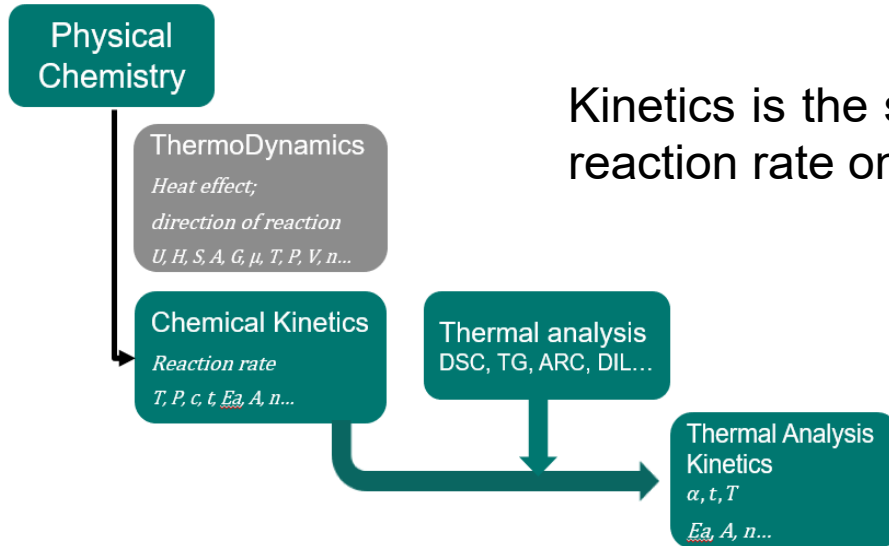 Physical
Chemistry
Kinetics is the
reaction rate
ThermoDynamics
Heat effect;
direction of reaction
U, H, S, A, G, μ, T, P, V, n...
Chemical Kinetics
Reaction rate
T, P, c, t, Ea, A, n...
Thermal analysis
DSC, TG, ARC, DIL...
Thermal Analysis
Kinetics
α, t, T
Ea, A, n...